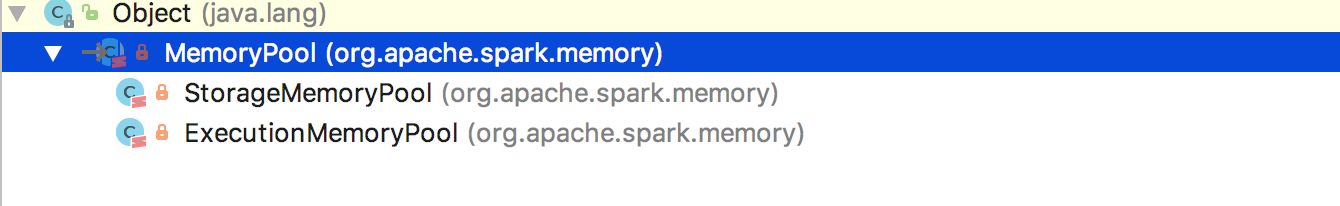 Object (java.lang)
MemoryPool (org.apache.spark.memory)
StorageMemoryPool (org.apache.spark.memory)
ExecutionMemoryPool (org.apache.spark.memory)